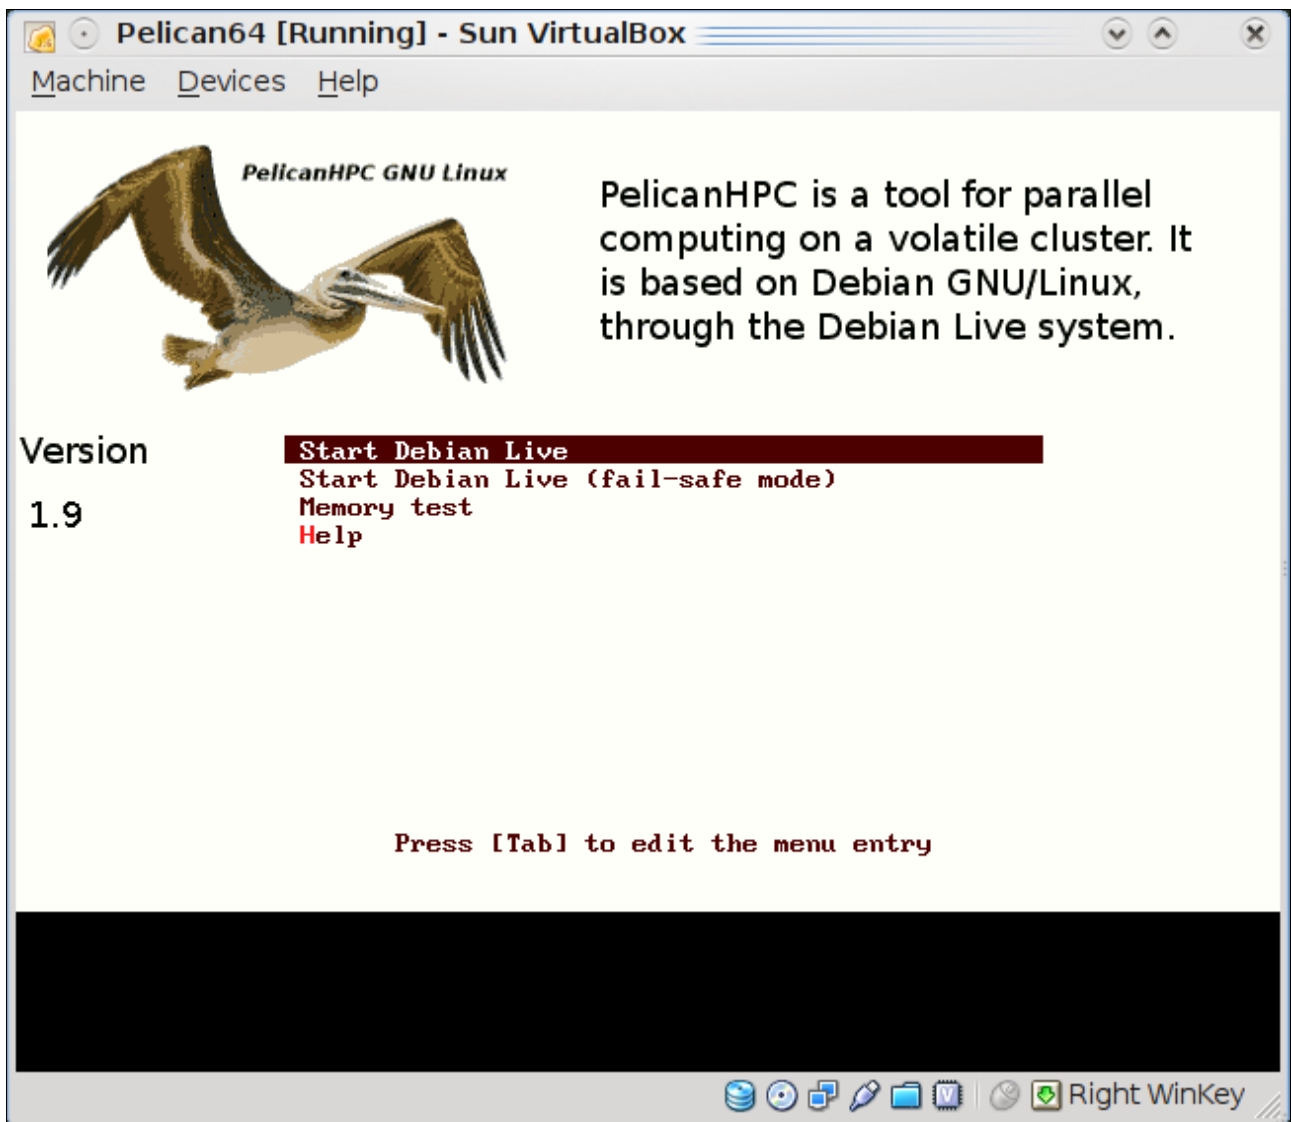 Pelican64 [Running] - Sun VirtualBox
Machine Devices Help
PelicanHPC GNU Linux
PelicanHPC is a tool for parallel
computing on a volatile cluster. It
is based on Debian GNU/Linux,
through the Debian Live system.
Version
1.9
Start Debian Live
Start Debian Live (fail-safe mode)
Memory test
Help
Press [Tab] to edit the menu entry
Right WinKey